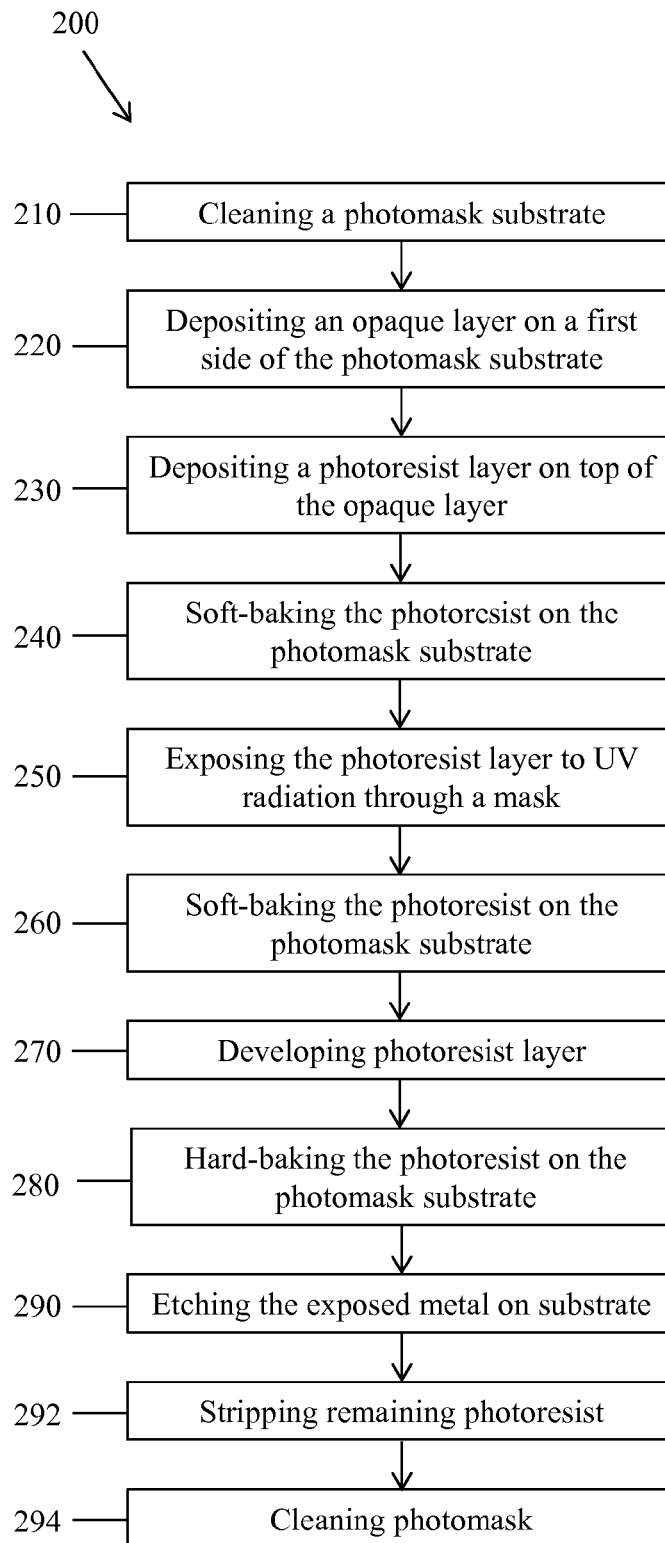 200
210
Cleaning a photomask substrate
220
Depositing an opaque layer on a first
side of the photomask substrate
230
Depositing a photoresist layer on top of
the opaque layer
240
Soft-baking the photoresist on the
photomask substrate
250
Exposing the photoresist layer to UV
radiation through a mask
260
Soft-baking the photoresist on the
photomask substrate
270
Developing photoresist layer
280
Hard-baking the photoresist on the
photomask substrate
290
Etching the exposed metal on substrate
292
Stripping remaining photoresist
294
Cleaning photomask